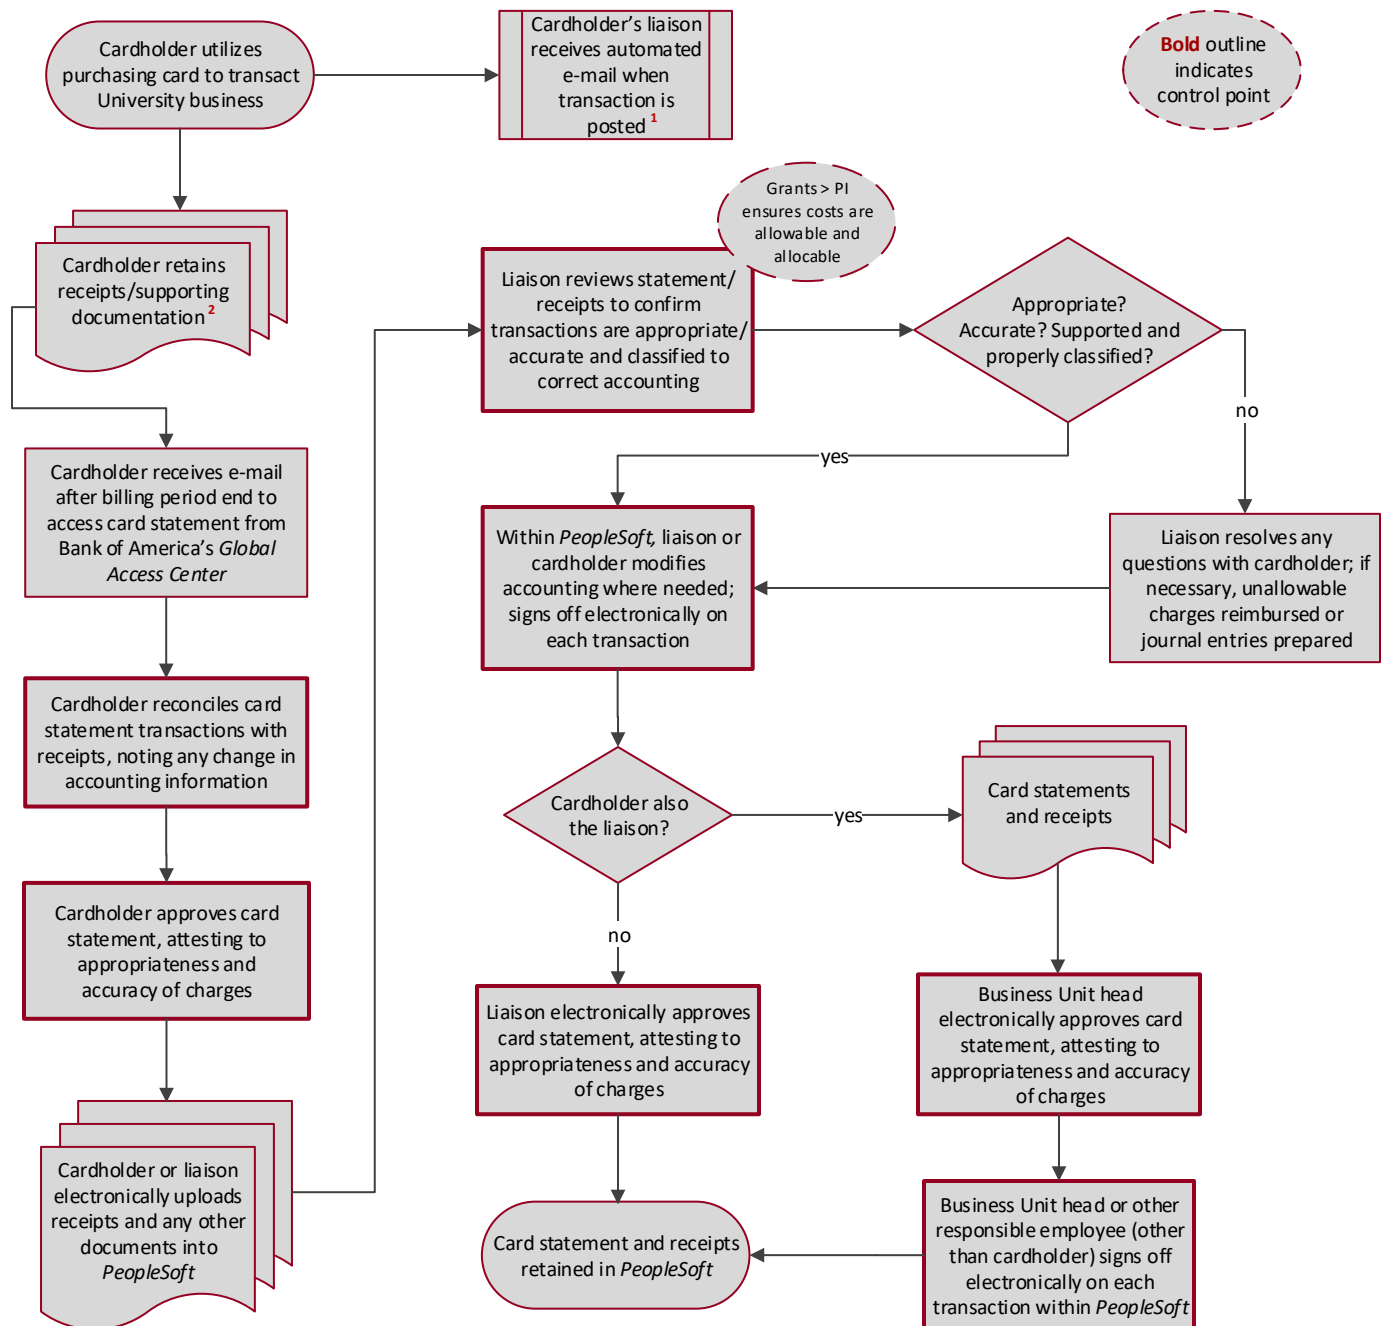 Cardholder utilizes
purchasing card to transact
University business
Cardholder’s liaison
receives automated
e-mail when
transaction is
posted 1
Bold outline
indicates
control point
Cardholder retains
receipts/supporting
documentation 2
Grants > PI
ensures costs are
allowable and
allocable
Liaison reviews statement/
receipts to confirm
transactions are appropriate/
accurate and classified to
correct accounting
Appropriate?
Accurate? Supported and
properly classified?
no
yes
Cardholder receives e-mail
after billing period end to
access card statement from
Bank of America’s Global
Access Center
Within PeopleSoft, liaison or
cardholder modifies
accounting where needed;
signs off electronically on
each transaction
Liaison resolves any
questions with cardholder; if
necessary, unallowable
charges reimbursed or
journal entries prepared
Cardholder reconciles card
statement transactions with
receipts, noting any change in
accounting information
Cardholder also
the liaison?
yes
Card statements
and receipts
no
Cardholder approves card
statement, attesting to
appropriateness and
accuracy of charges
Liaison electronically approves
card statement, attesting to
appropriateness and accuracy
of charges
Business Unit head
electronically approves card
statement, attesting to
appropriateness and accuracy
of charges
Cardholder or liaison
electronically uploads
receipts and any other
documents into
PeopleSoft
Card statement and receipts
retained in PeopleSoft
Business Unit head or other
responsible employee (other
than cardholder) signs off
electronically on each
transaction within PeopleSoft